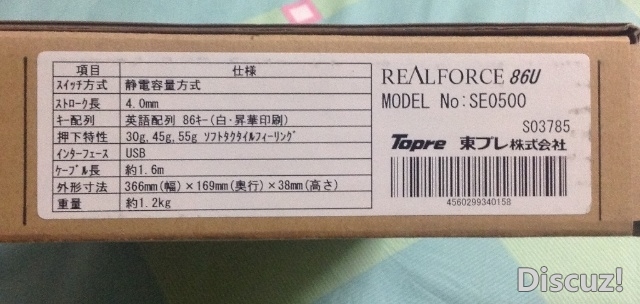 項目 仕様
スイッチ方式 静電容量方式
ストローク長 4.0mm
キー配列 英語配列 86キー(白・昇華印刷)
押下特性 30g,45g,55g ソフトタクタイルフィーリング
インターフェース USB
ケーブル長 約1.6m
外形寸法 366mm(幅)×169mm(奥行)×38mm(高さ)
重量 約1.2kg
REALFORCE 86U
MODEL No:SE0500
S03785
Topre 東プレ株式会社
4560299340158
Discuz!